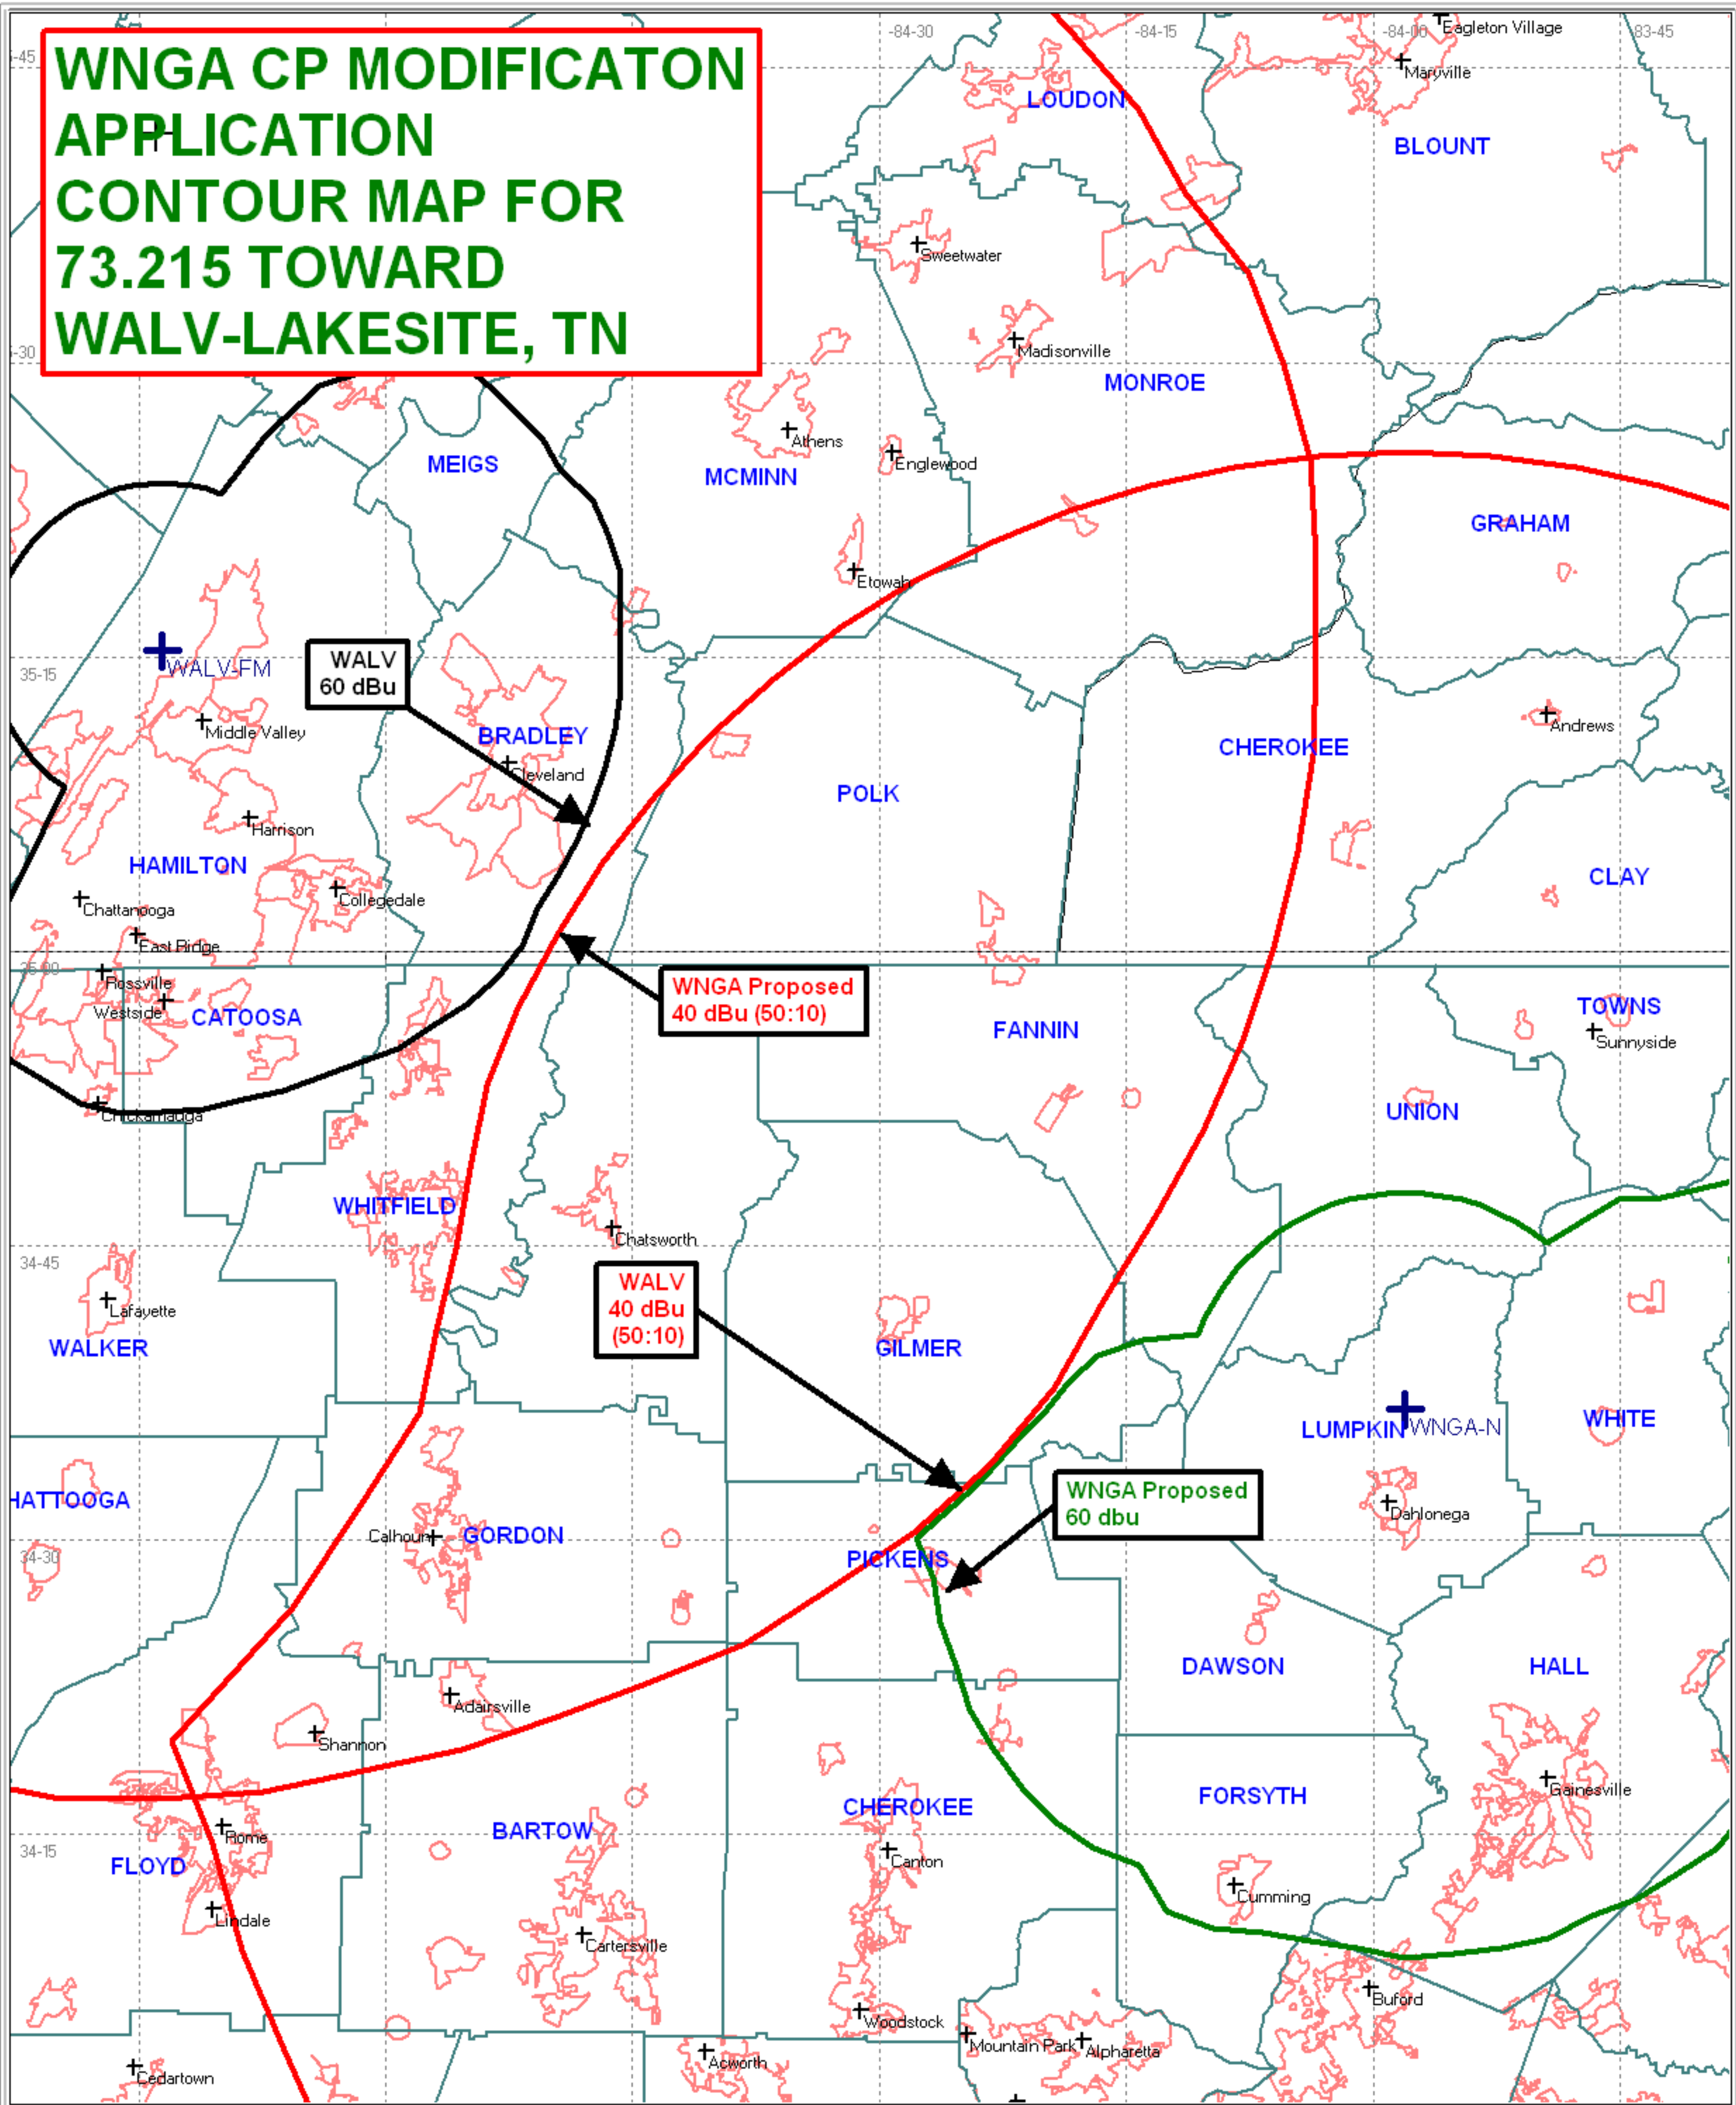 WNGA CP MODIFICATON
APPLICATION
CONTOUR MAP FOR
73.215 TOWARD
WALV-LAKESITE, TN
-84-30
-84-15
-84-00
-83-45
Eagleton Village
-45
Maryville
LOUDON
BLOUNT
Sweetwater
-30
Madisonville
MONROE
Athens
MEIGS
MCMINN
Englewood
GRAHAM
Etowah
35-15
WALV-FM
WALV
60 dBu
Middle Valley
BRADLEY
Cleveland
Andrews
CHEROKEE
POLK
Harrison
HAMILTON
CLAY
Collegedale
Chattanooga
East Ridge
35-00
Rossville
Westside
CATOOSA
WNGA Proposed
40 dBu (50:10)
FANNIN
TOWNS
Sunnyside
Chickamauga
UNION
WHITFIELD
Chatsworth
34-45
WALV
40 dBu
(50:10)
Lafayette
WALKER
GILMER
LUMPKIN
WNGA-N
WHITE
HATTOOGA
WNGA Proposed
60 dbu
Dahlonega
Calhoun
GORDON
34-30
PICKENS
DAWSON
HALL
Adairsville
Shannon
Gainesville
FORSYTH
CHEROKEE
BARTOW
Rome
34-15
FLOYD
Canton
Cumming
Lindale
Cartersville
Buford
Woodstock
Mountain Park
Alpharetta
Acworth
Cedartown